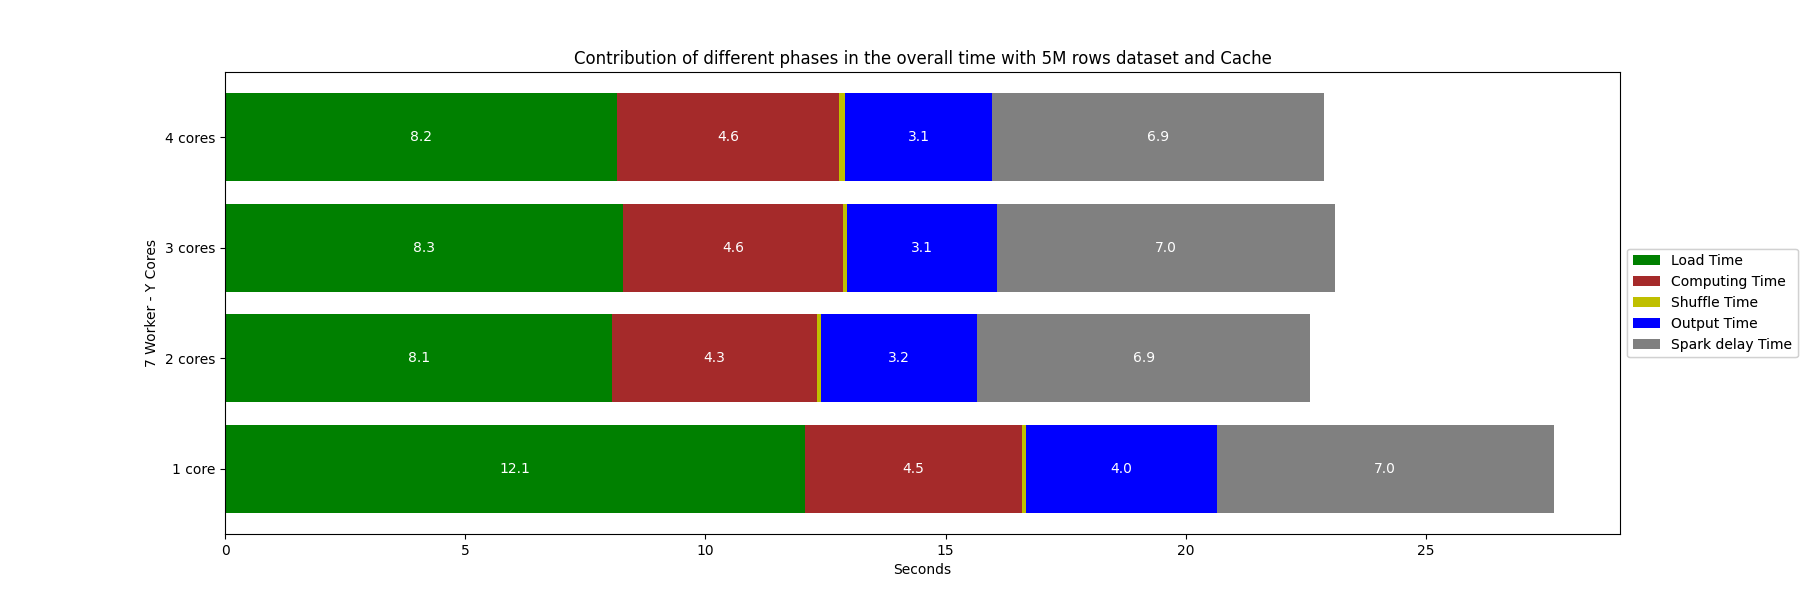 Contribution of different phases in the overall time with 5M rows dataset and Cache
7 Worker - Y Cores
4 cores
8.2
4.6
3.1
6.9
3 cores
8.3
4.6
3.1
7.0
2 cores
8.1
4.3
3.2
6.9
1 core
12.1
4.5
4.0
7.0
0
5
10
15
20
25
Seconds
Load Time
Computing Time
Shuffle Time
Output Time
Spark delay Time